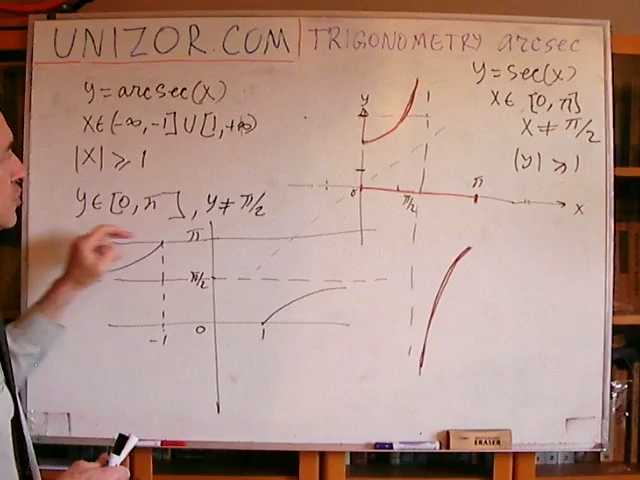 UNIZOR.COM | TRIGONOMETRY arcsec
y = arcsec(x)
x ∈ (-∞, -1] ∪ [1, +∞)
|x| ⩾ 1
y ∈ [0, π], y ≠ π/2
y = sec(x)
x ∈ [0, π]
x ≠ π/2
|y| ⩾ 1
y
1
0
π/2
π
x
π
π/2
0
-1
1
ERASER